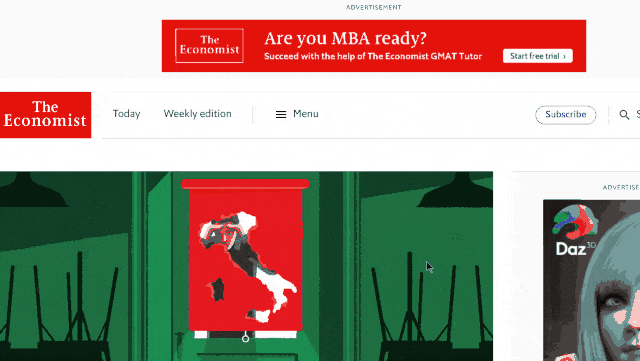 ADVERTISEMENT
The
Economist
Are you MBA ready?
Succeed with the help of The Economist GMAT Tutor
Start free trial ›
The
Economist
Today
Weekly edition
Menu
Subscribe
S
ADVERTISE
Daz 3D